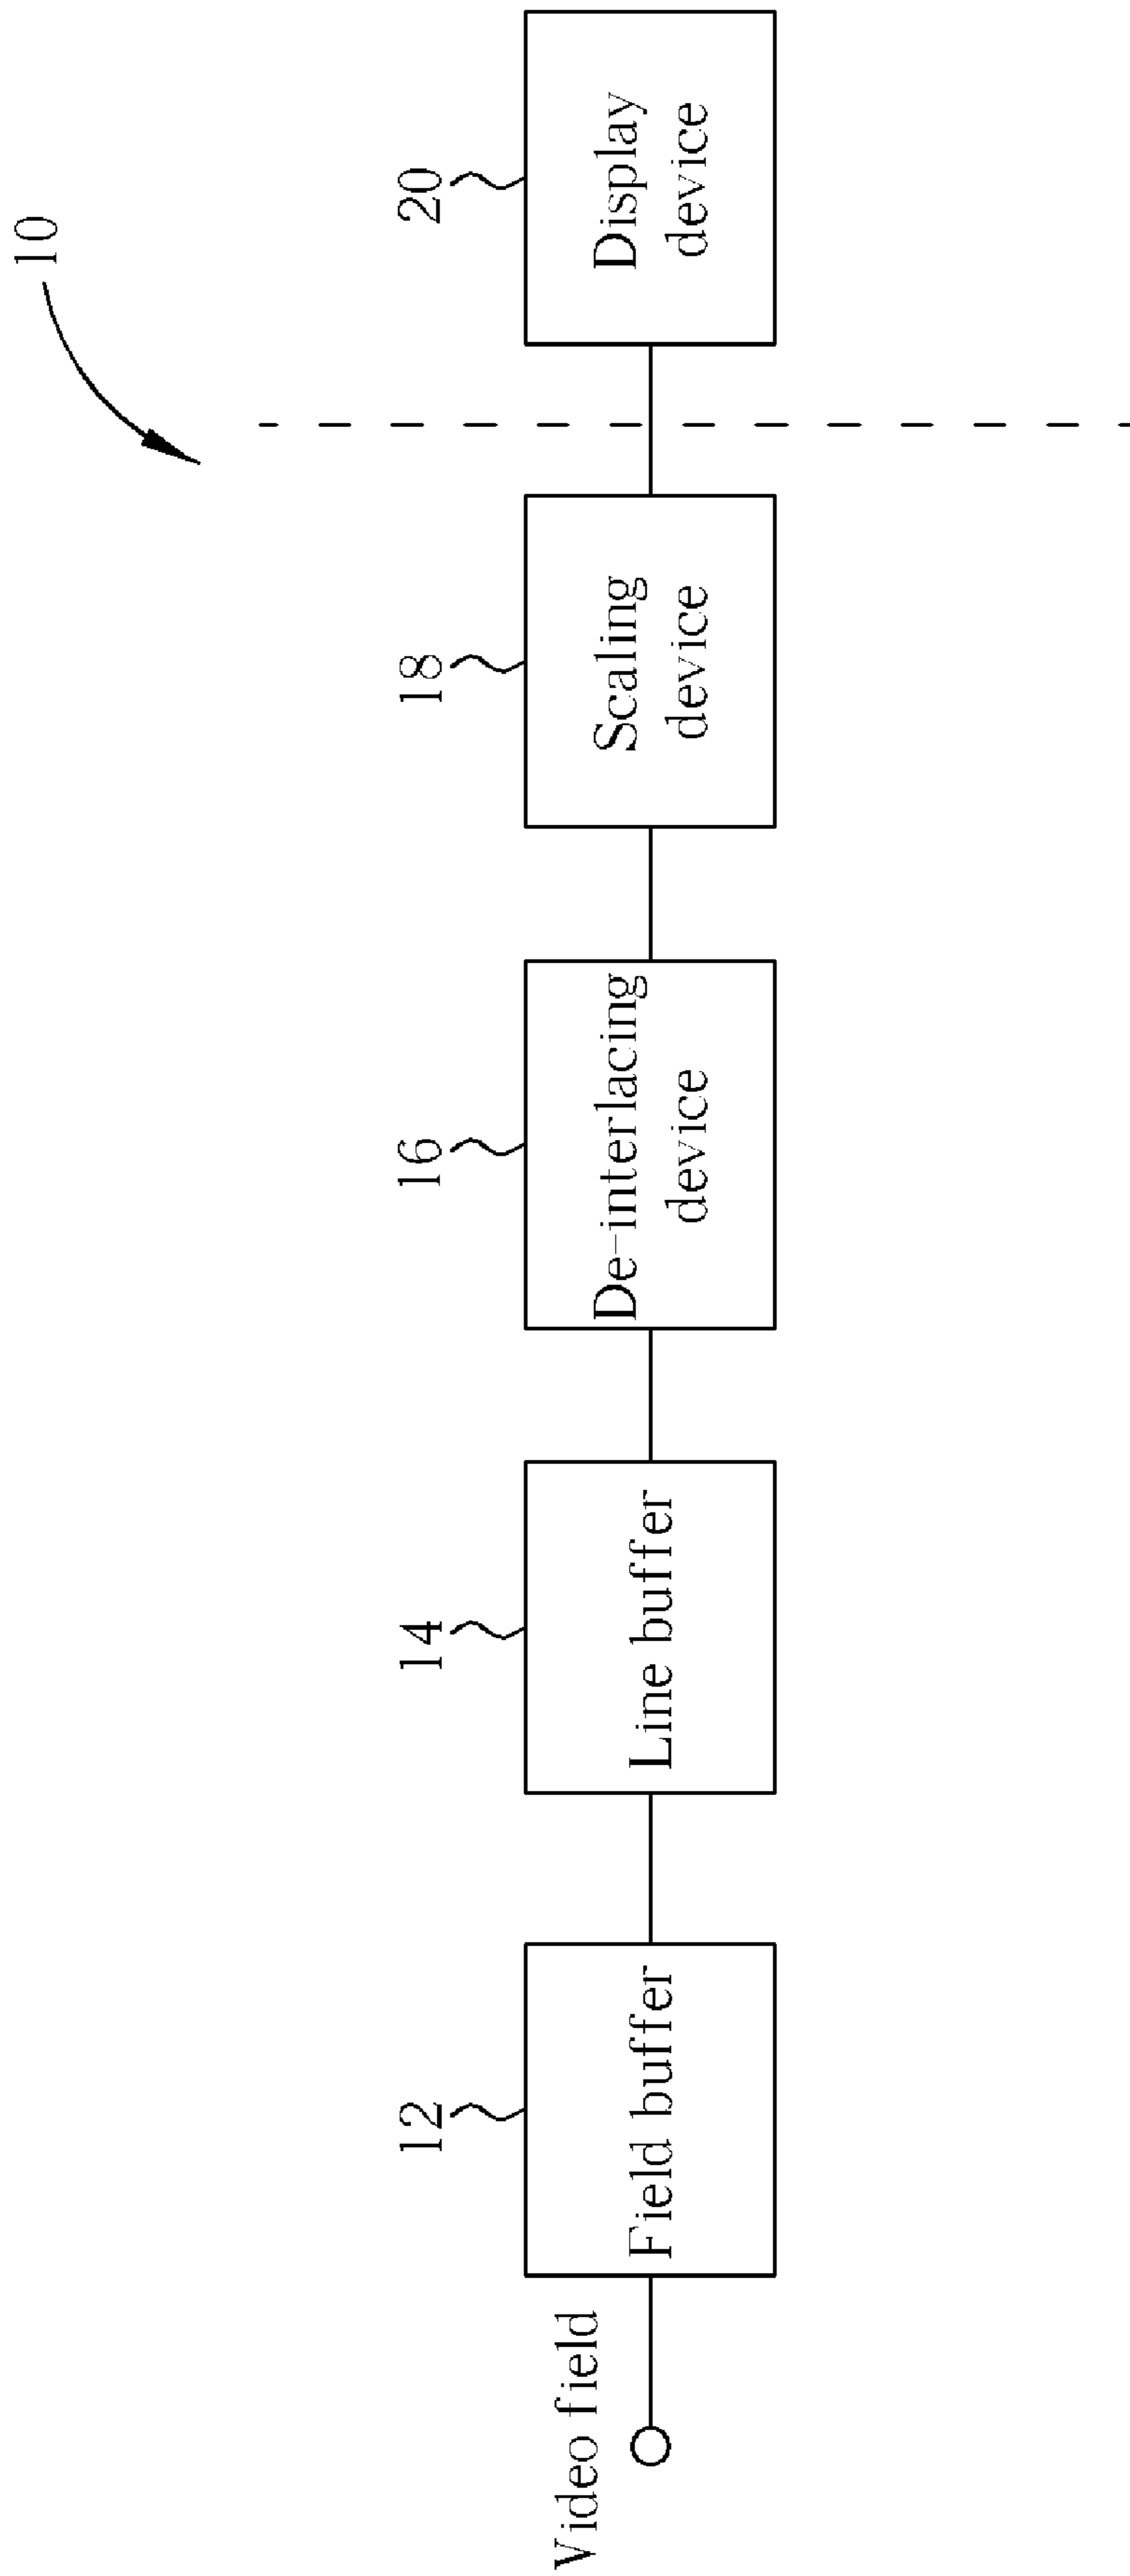 10
12
14
16
18
20
Video field
Field buffer
Line buffer
De-interlacing
device
Scaling
device
Display
device